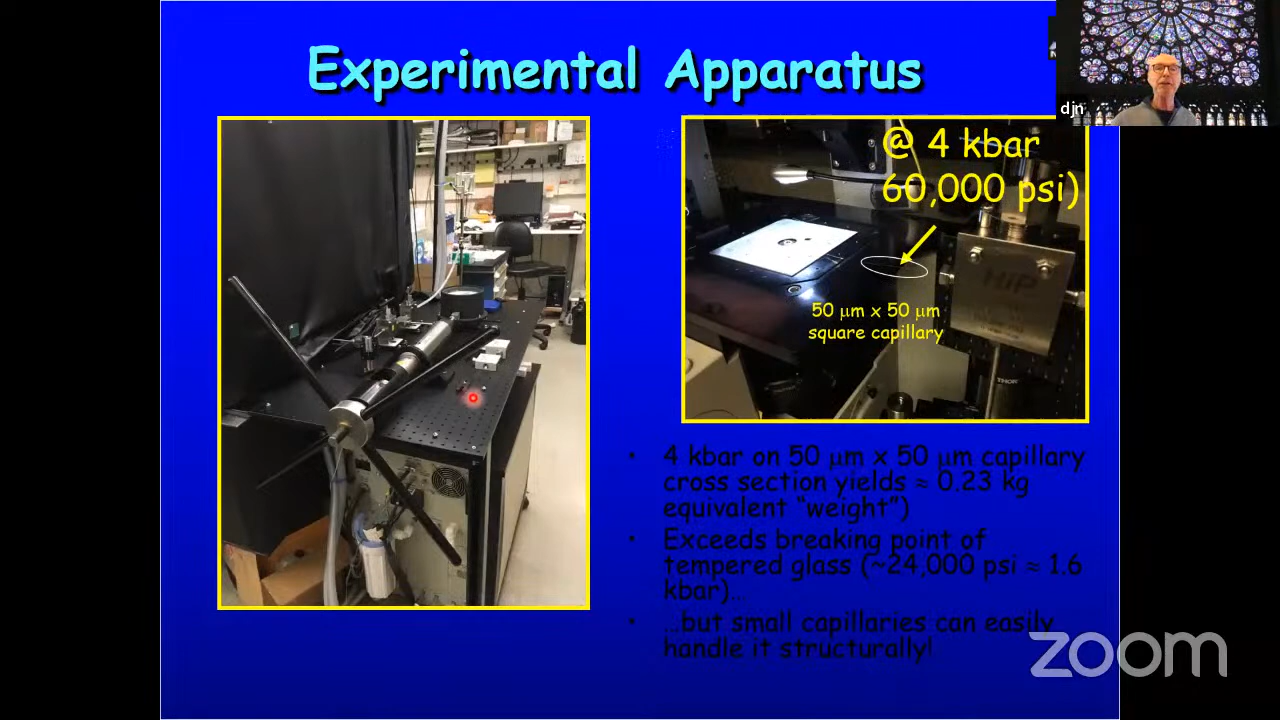 Experimental Apparatus
djn
@ 4 kbar
60,000 psi)
HiP
50 μm x 50 μm
square capillary
THOR
• 4 kbar on 50 μm x 50 μm capillary
cross section yields ≈ 0.23 kg
equivalent “weight”)
• Exceeds breaking point of
tempered glass (~24,000 psi ≈ 1.6
kbar)…
• …but small capillaries can easily
handle it structurally!
zoom